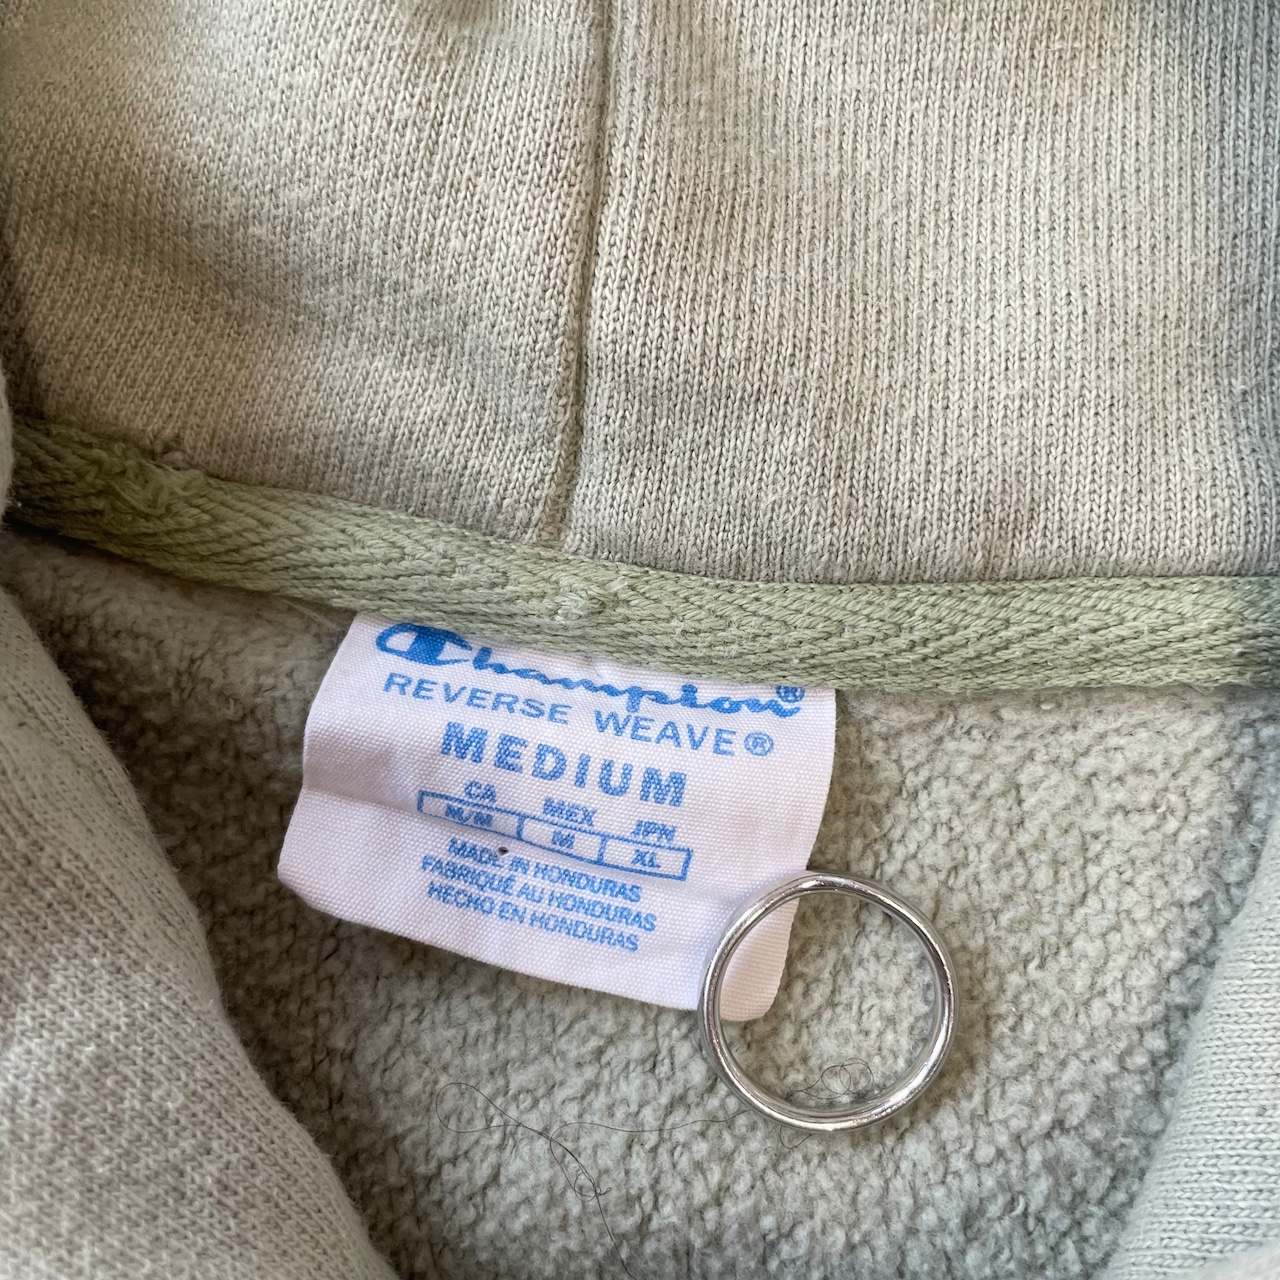 Champion®
REVERSE WEAVE®
MEDIUM
CA MEX JPN
M/M M XL
MADE IN HONDURAS
FABRIQUÉ AU HONDURAS
HECHO EN HONDURAS